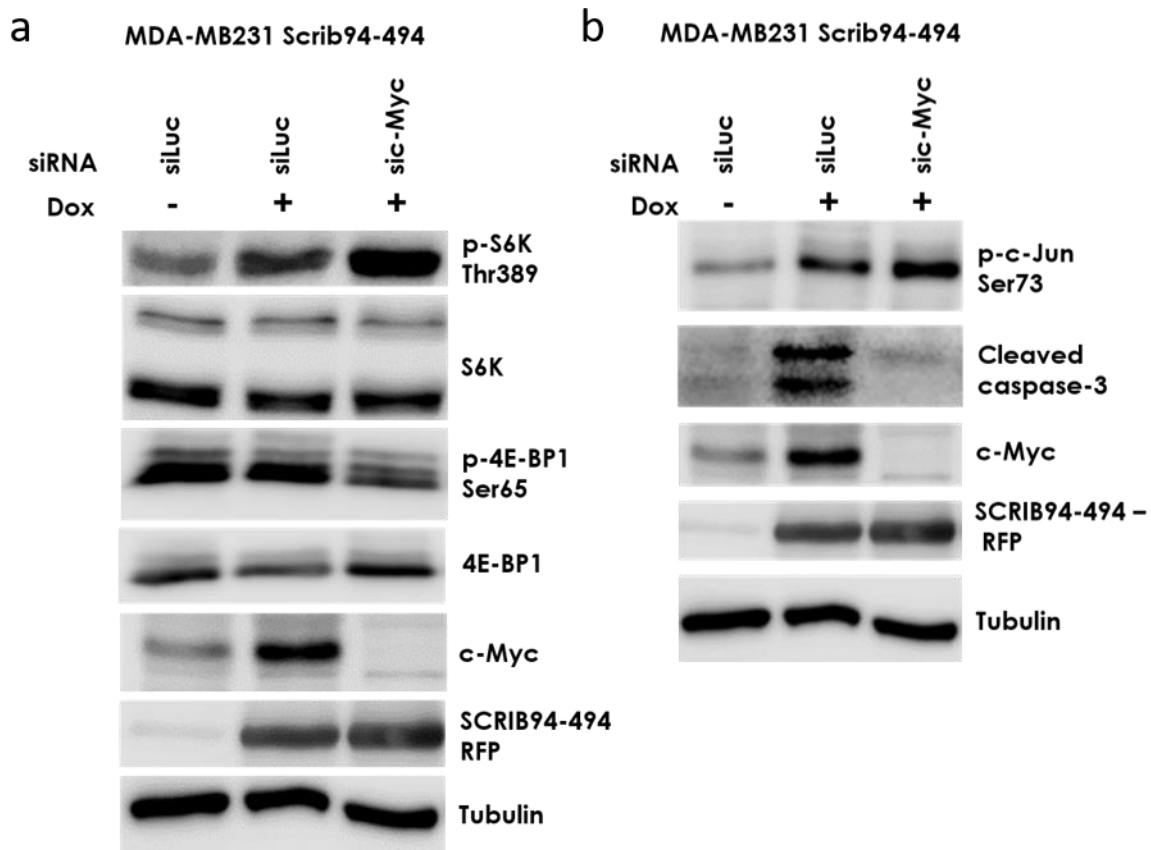 a
MDA-MB231 Scrib94-494
siRNA siLuc siLuc sic-Myc
Dox - + +
p-S6K
Thr389
S6K
p-4E-BP1
Ser65
4E-BP1
c-Myc
SCRIB94-494
RFP
Tubulin
b
MDA-MB231 Scrib94-494
siRNA siLuc siLuc sic-Myc
Dox - + +
p-c-Jun
Ser73
Cleaved
caspase-3
c-Myc
SCRIB94-494 –
RFP
Tubulin